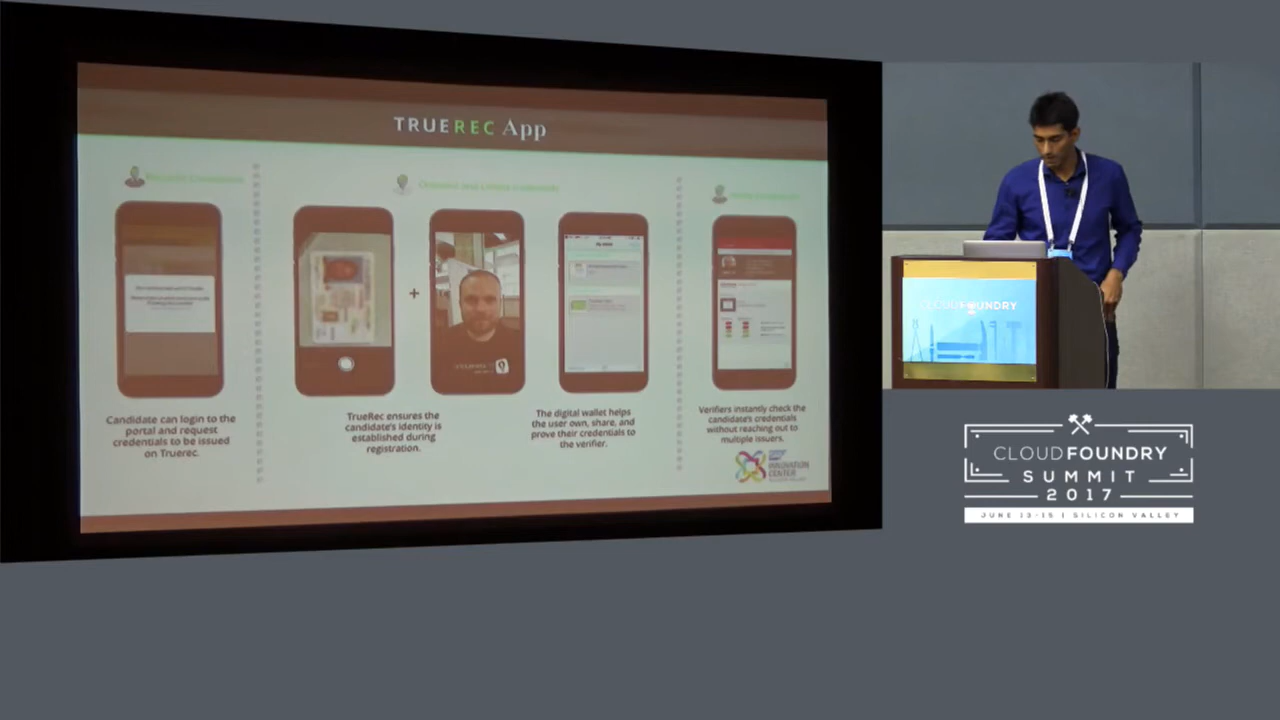 TRUEREC App
Candidate can login to the
portal and request
credentials to be issued
on Truerec.
TrueRec ensures the
candidate's identity is
established during
registration.
The digital wallet helps
the user own, share, and
prove their credentials to
the verifier.
Verifiers instantly check the
candidate's credentials
without reaching out to
multiple issuers.
INNOVATION
CENTER
CLOUDFOUNDRY
CLOUDFOUNDRY
SUMMIT
2017
JUNE 13-15 | SILICON VALLEY